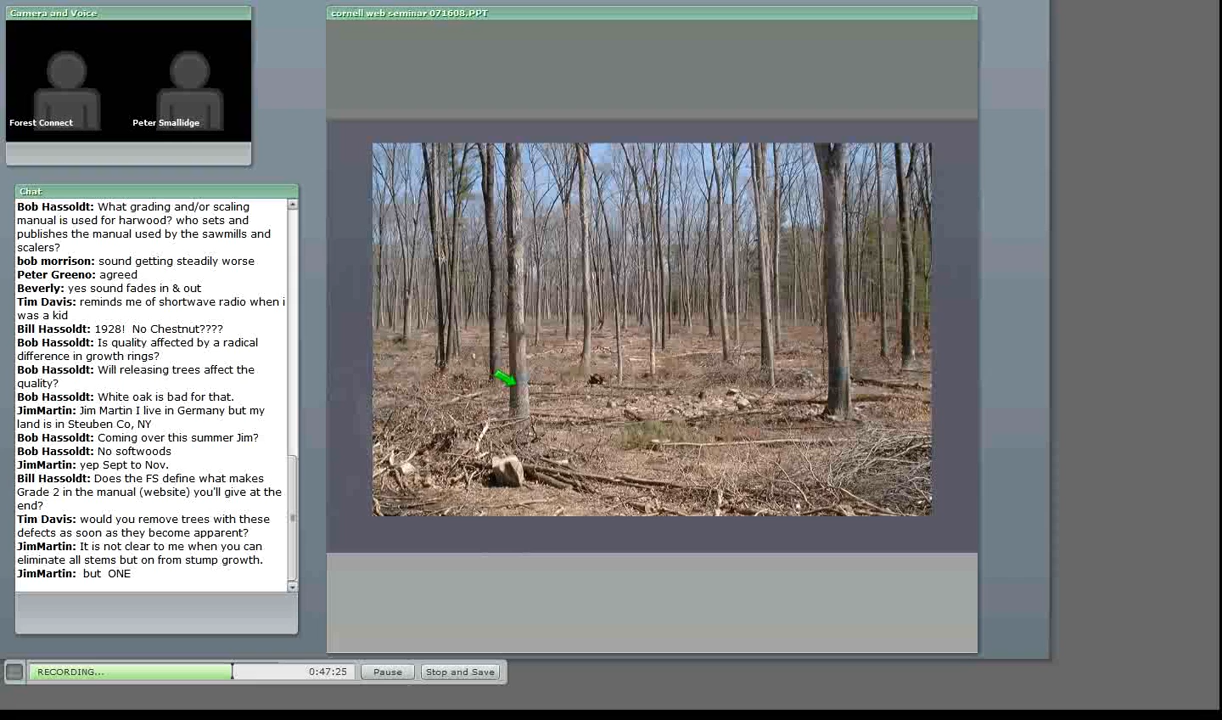 Camera and Voice
Forest Connect
Peter Smallidge
cornell web seminar 071608.PPT
Chat
Bob Hassoldt: What grading and/or scaling
manual is used for harwood? who sets and
publishes the manual used by the sawmills and
scalers?
bob morrison: sound getting steadily worse
Peter Greeno: agreed
Beverly: yes sound fades in & out
Tim Davis: reminds me of shortwave radio when i
was a kid
Bill Hassoldt: 1928!  No Chestnut????
Bob Hassoldt: Is quality affected by a radical
difference in growth rings?
Bob Hassoldt: Will releasing trees affect the
quality?
Bob Hassoldt: White oak is bad for that.
JimMartin: Jim Martin I live in Germany but my
land is in Steuben Co, NY
Bob Hassoldt: Coming over this summer Jim?
Bob Hassoldt: No softwoods
JimMartin: yep Sept to Nov.
Bill Hassoldt: Does the FS define what makes
Grade 2 in the manual (website) you'll give at the
end?
Tim Davis: would you remove trees with these
defects as soon as they become apparent?
JimMartin: It is not clear to me when you can
eliminate all stems but on from stump growth.
JimMartin:  but  ONE
RECORDING...
0:47:25
Pause
Stop and Save